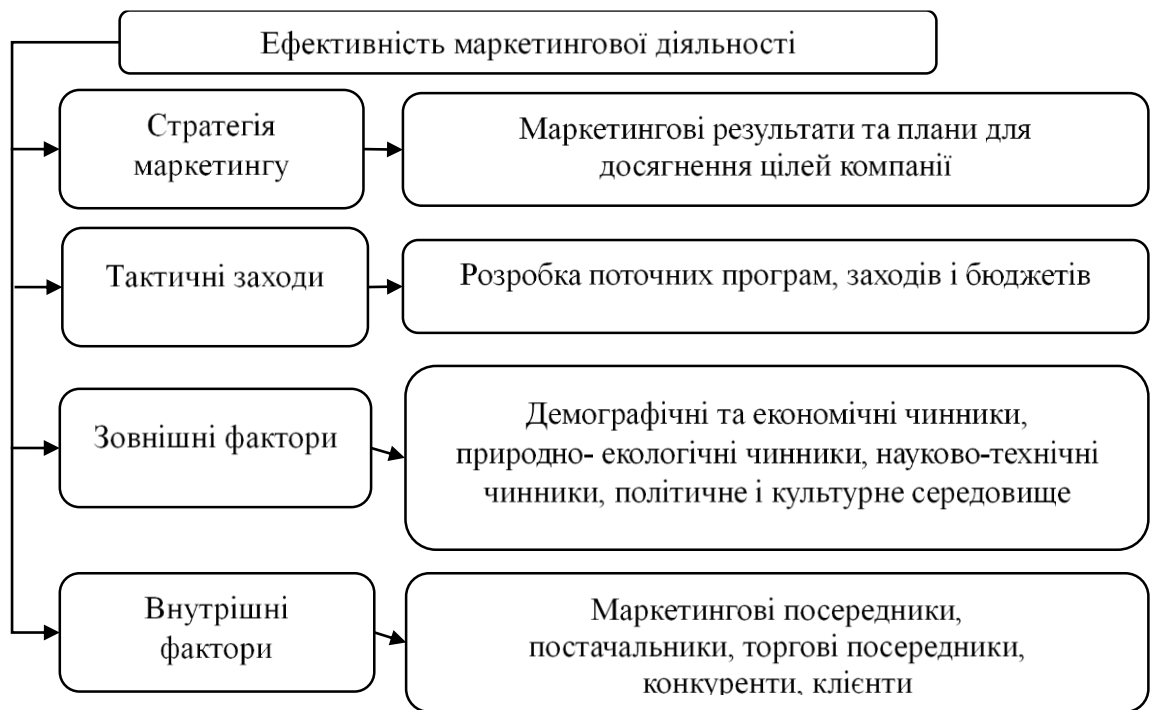 Ефективність маркетингової діяльності
Стратегія
маркетингу
Маркетингові результати та плани для
досягнення цілей компанії
Тактичні заходи
Розробка поточних програм, заходів і бюджетів
Зовнішні фактори
Демографічні та економічні чинники,
природно- екологічні чинники, науково-технічні
чинники, політичне і культурне середовище
Внутрішні
фактори
Маркетингові посередники,
постачальники, торгові посередники,
конкуренти, клієнти